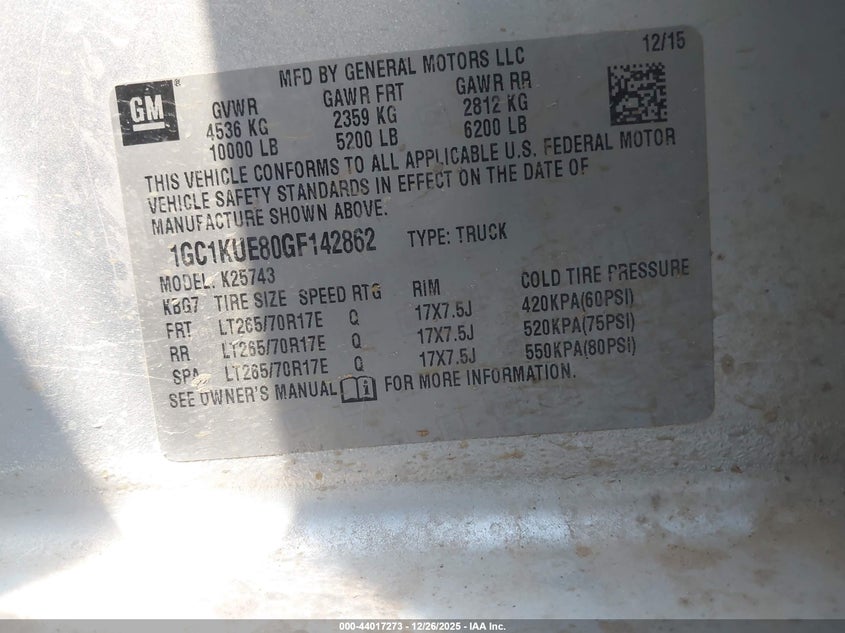 12/15
MFD BY GENERAL MOTORS LLC
GM
GVWR GAWR FRT GAWR RR
4536 KG 2359 KG 2812 KG
10000 LB 5200 LB 6200 LB
THIS VEHICLE CONFORMS TO ALL APPLICABLE U.S. FEDERAL MOTOR
VEHICLE SAFETY STANDARDS IN EFFECT ON THE DATE OF
MANUFACTURE SHOWN ABOVE.
1GC1KUE80GF142862 TYPE: TRUCK
MODEL: K25743
KBG7 TIRE SIZE SPEED RTG RIM COLD TIRE PRESSURE
FRT LT265/70R17E Q 17X7.5J 420KPA(60PSI)
RR LT265/70R17E Q 17X7.5J 520KPA(75PSI)
SPA LT265/70R17E Q 17X7.5J 550KPA(80PSI)
SEE OWNER'S MANUAL FOR MORE INFORMATION.
000-44017273 - 12/26/2025 - IAA Inc.